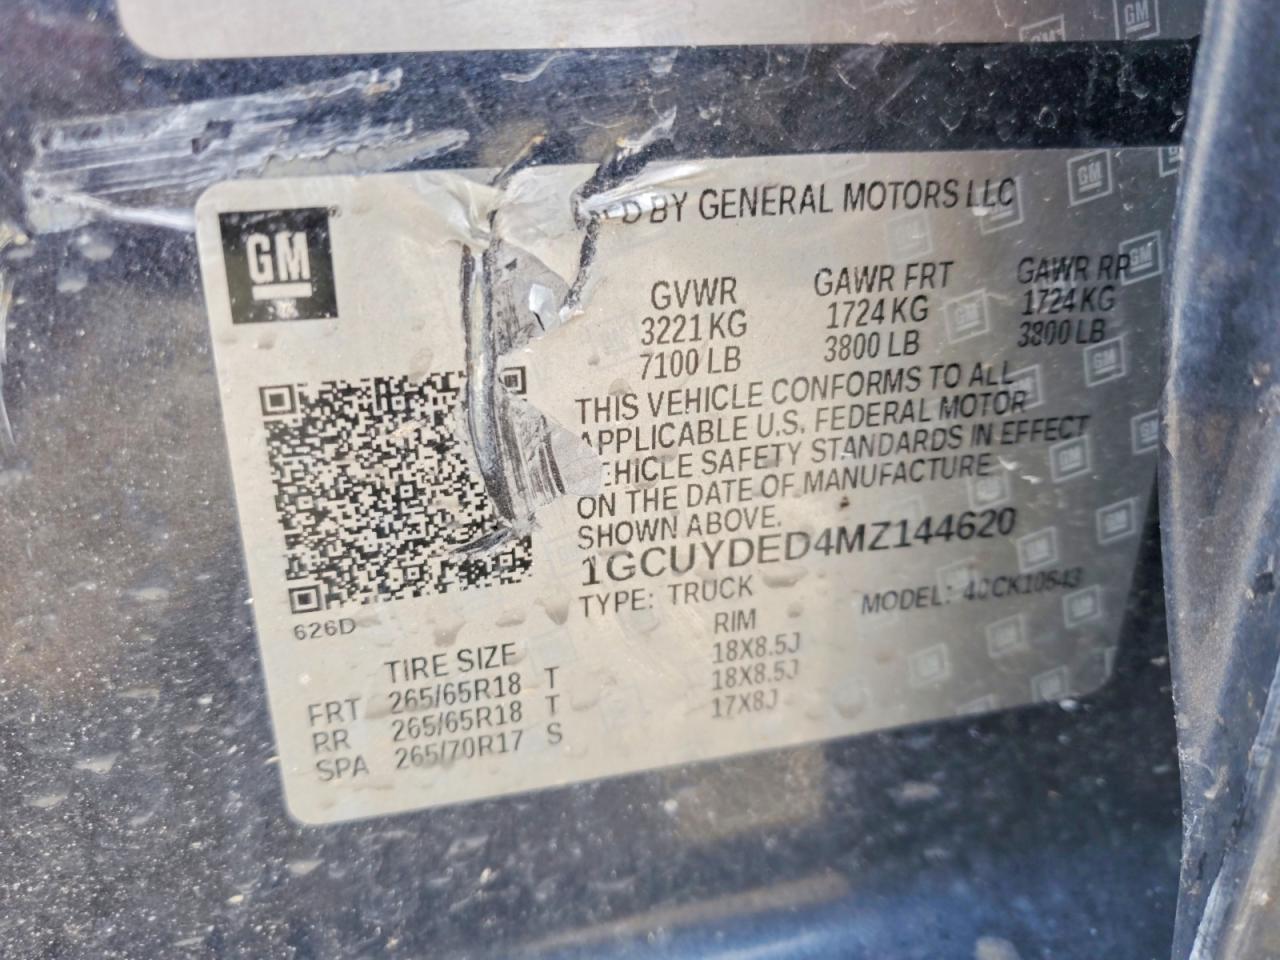 GM
BY GENERAL MOTORS LLC
GVWR GAWR FRT GAWR RR
3221 KG 1724 KG 1724 KG
7100 LB 3800 LB 3800 LB
THIS VEHICLE CONFORMS TO ALL
APPLICABLE U.S. FEDERAL MOTOR
EHICLE SAFETY STANDARDS IN EFFECT
ON THE DATE OF MANUFACTURE
SHOWN ABOVE.
1GCUYDED4MZ144620
TYPE: TRUCK MODEL:
626D
TIRE SIZE RIM
FRT 265/65R18 T 18X8.5J
RR 265/65R18 T 18X8.5J
SPA 265/70R17 S 17X8J